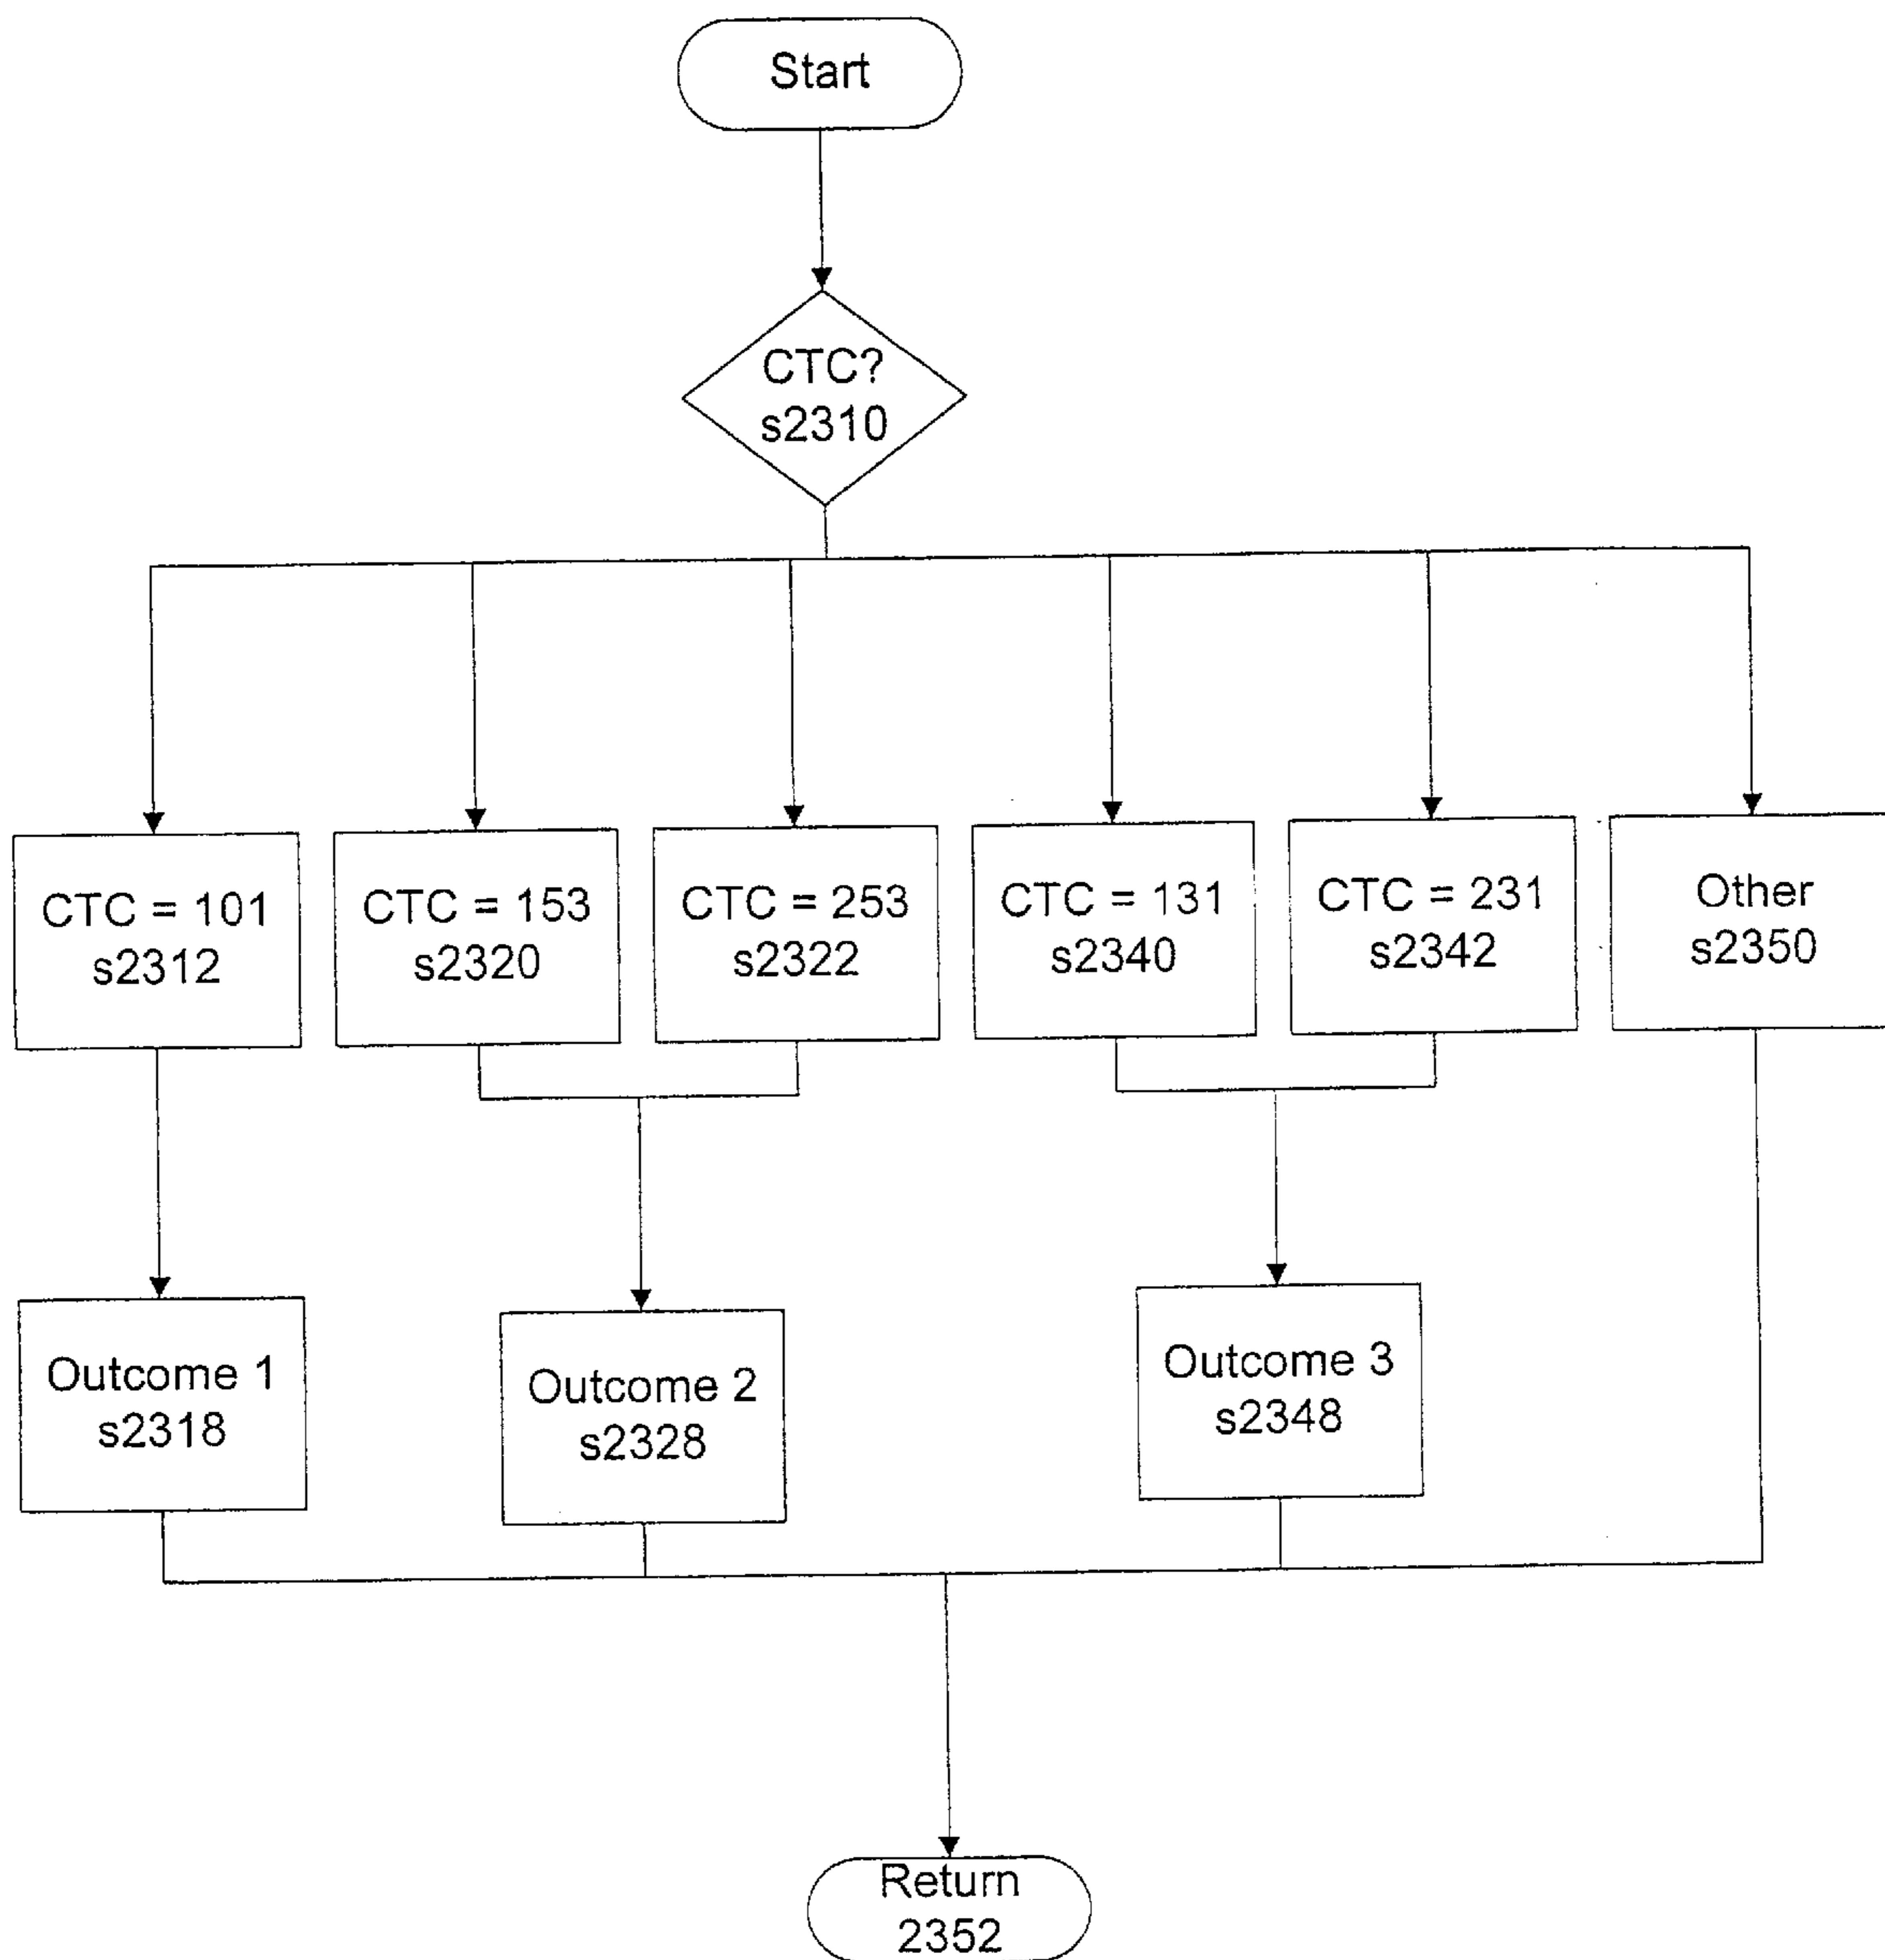 Start
CTC?
s2310
CTC = 101
s2312
CTC = 153
s2320
CTC = 253
s2322
CTC = 131
s2340
CTC = 231
s2342
Other
s2350
Outcome 1
s2318
Outcome 2
s2328
Outcome 3
s2348
Return
2352